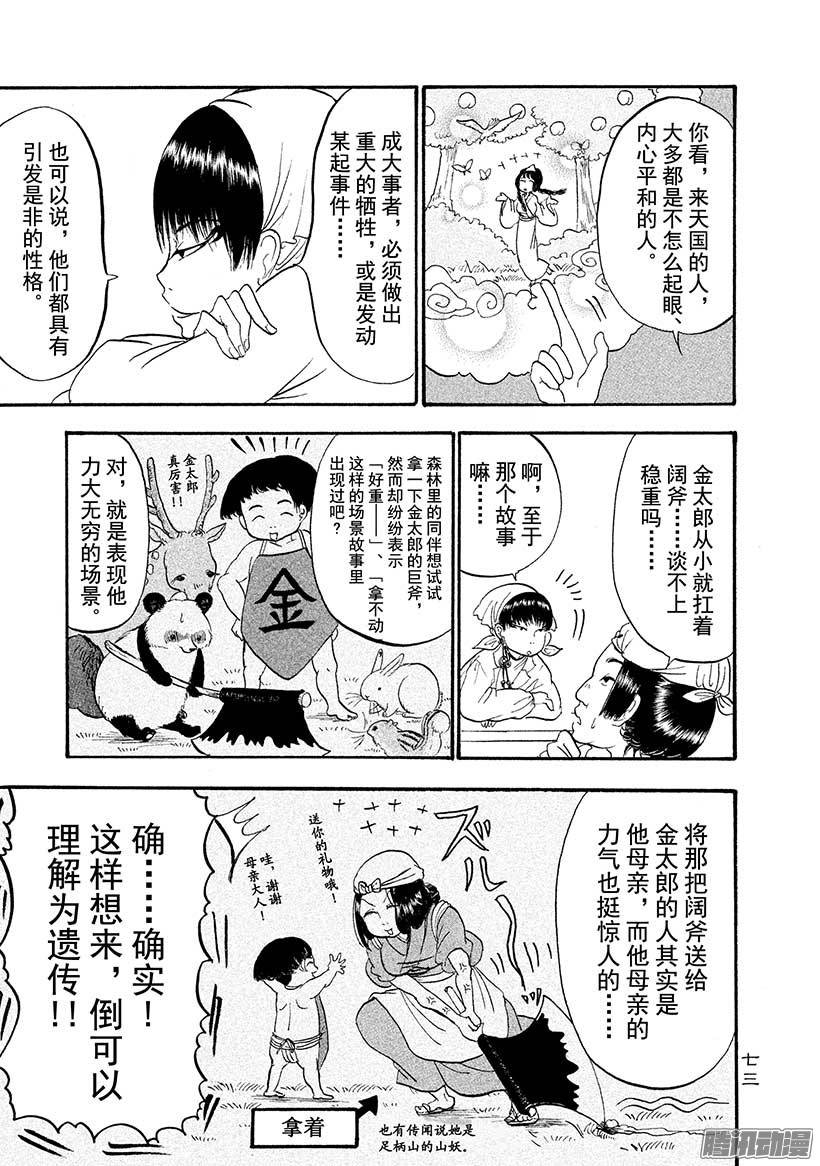 你看，来天国的人，
大多都是不怎么起眼、
内心平和的人。
成大事者，必须做出
重大的牺牲，或是发动
某起事件……
也可以说，他们都具有
引发是非的性格。
金太郎从小就扛着
阔斧……谈不上
稳重吗……
啊，至于
那个故事
嘛……
森林里的同伴想试试
拿一下金太郎的巨斧，
然而却纷纷表示
「好重——」、「拿不动
这样的场景故事里
出现过吧？
金太郎
真厉害！！
金
对，就是表现他
力大无穷的场景。
将那把阔斧送给
金太郎的人其实是
他母亲，而他母亲的
力气也挺惊人的……
ズルー
送你的礼物哦！
哇，谢谢
母亲大人！
拿着
也有传闻说她是
足柄山的山妖。
确……确实！
这样想来，倒可以
理解为遗传！！
七三
腾讯动漫